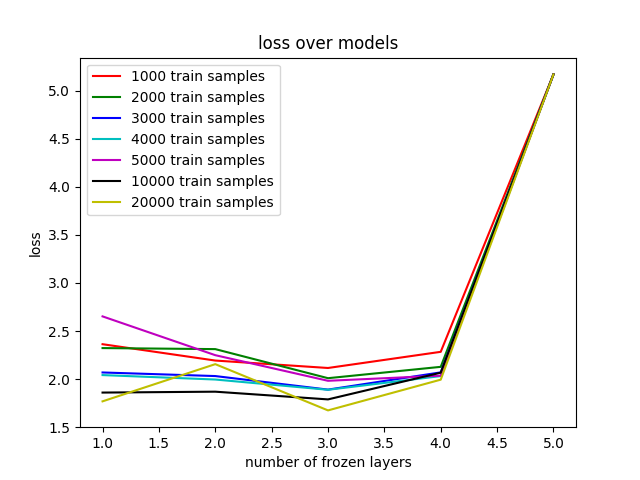 loss over models
1000 train samples
2000 train samples
3000 train samples
4000 train samples
5000 train samples
10000 train samples
20000 train samples
loss
5.0
4.5
4.0
3.5
3.0
2.5
2.0
1.5
1.0 1.5 2.0 2.5 3.0 3.5 4.0 4.5 5.0
number of frozen layers